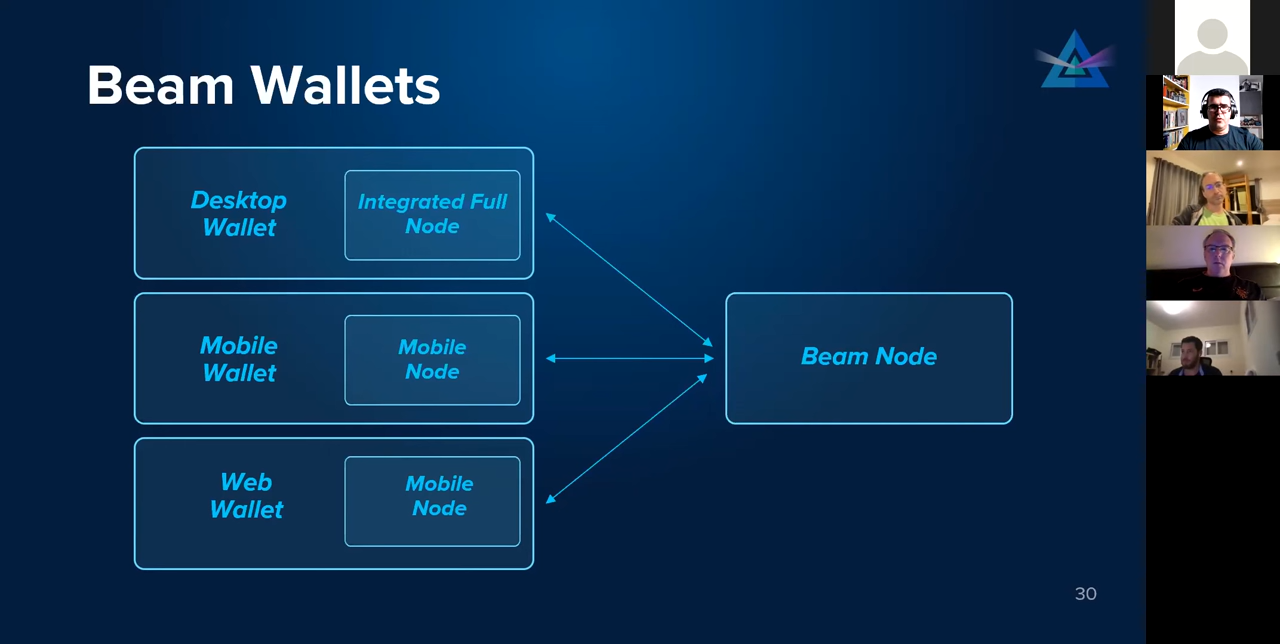 Beam Wallets
Desktop
Wallet
Integrated Full
Node
Mobile
Wallet
Mobile
Node
Web
Wallet
Mobile
Node
Beam Node
30